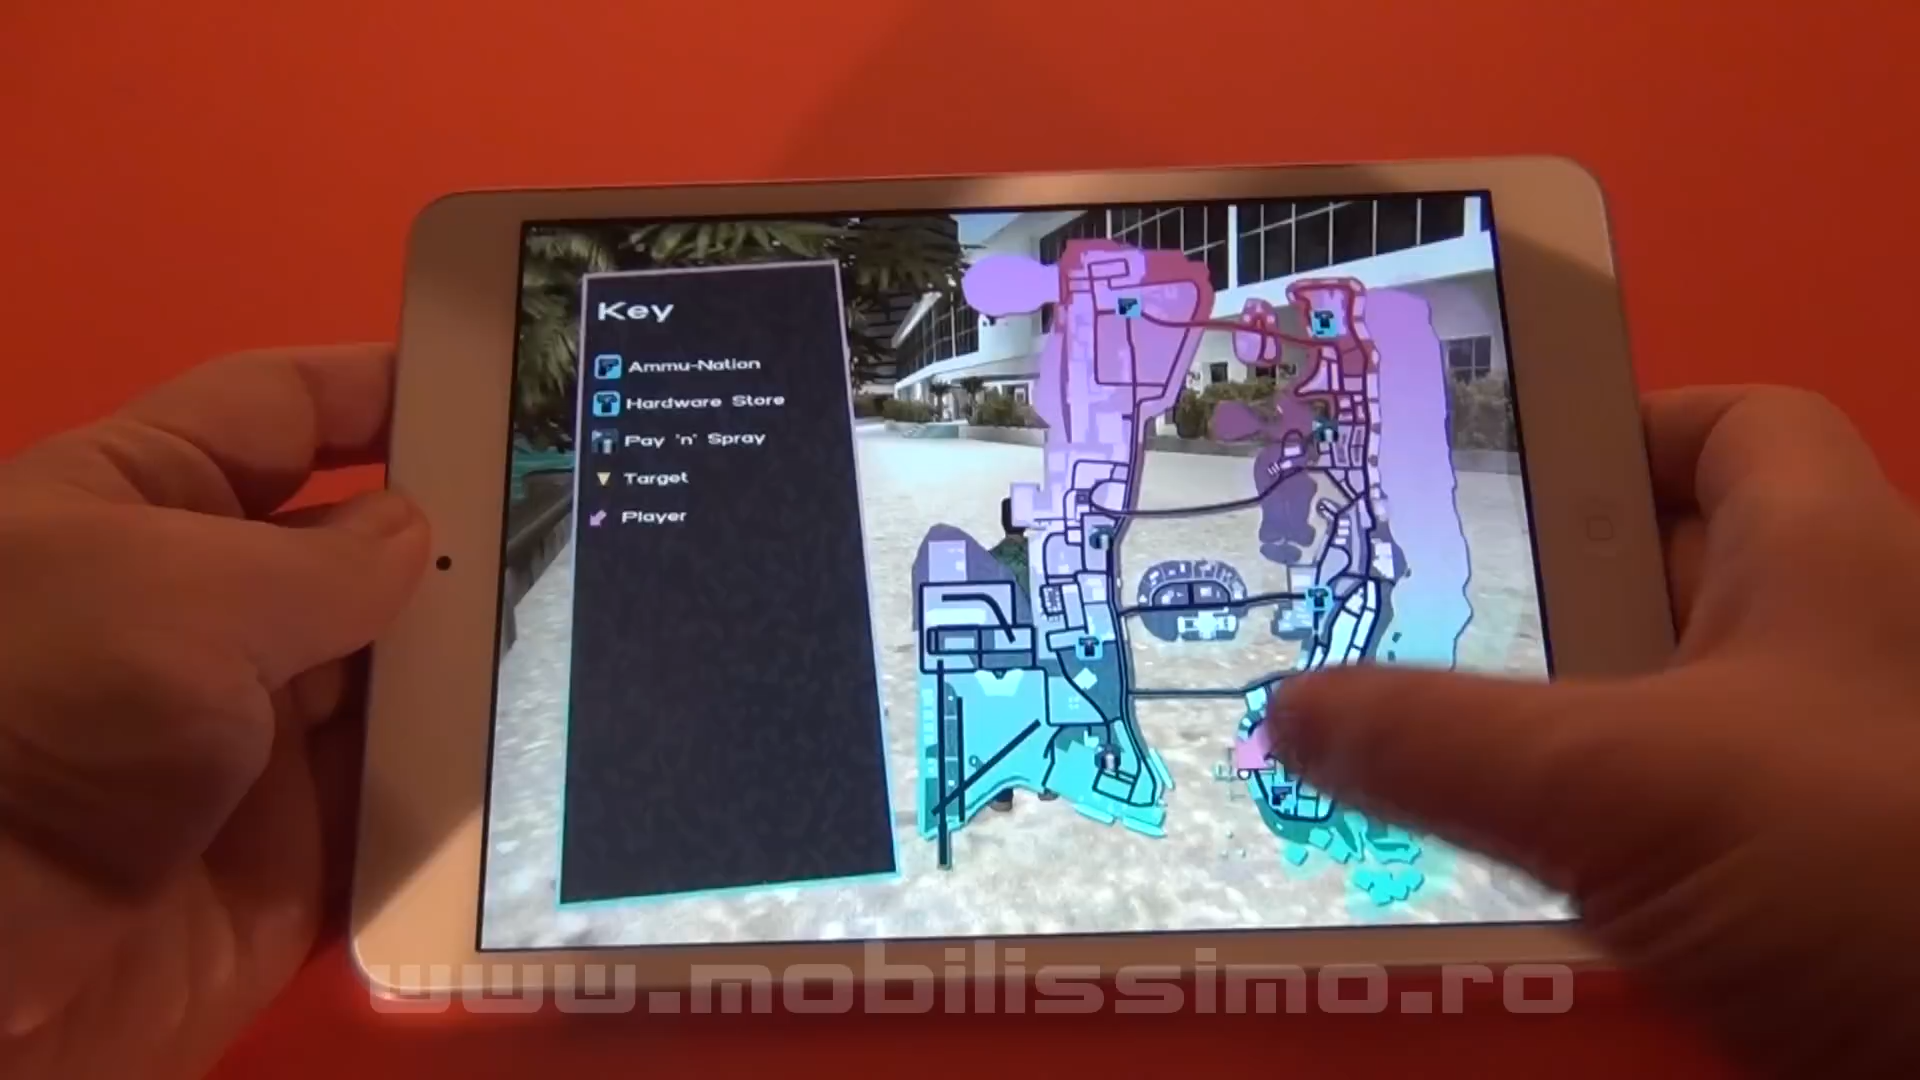 Key
Ammu-Nation
Hardware Store
Pay 'n' Spray
Target
Player
www.mobilissimo.ro